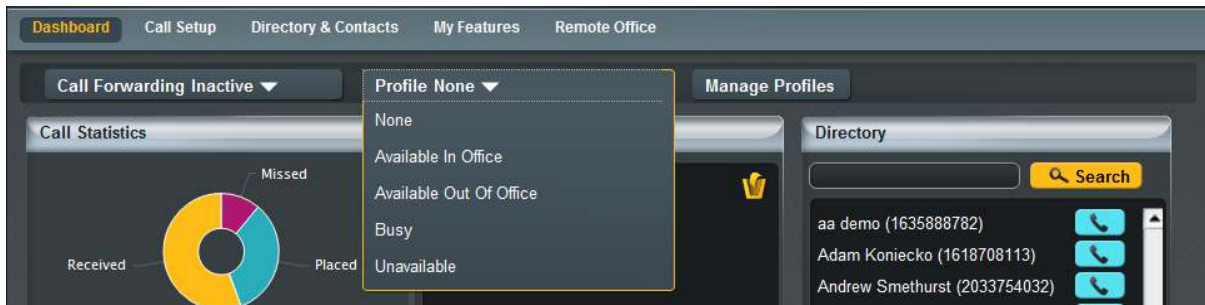 Dashboard Call Setup Directory & Contacts My Features Remote Office
Call Forwarding Inactive Profile None Manage Profiles
None
Available In Office
Available Out Of Office
Busy
Unavailable
Call Statistics
Missed
Received
Placed
Directory
Search
aa demo (1635888782)
Adam Koniecko (1618708113)
Andrew Smethurst (2033754032)